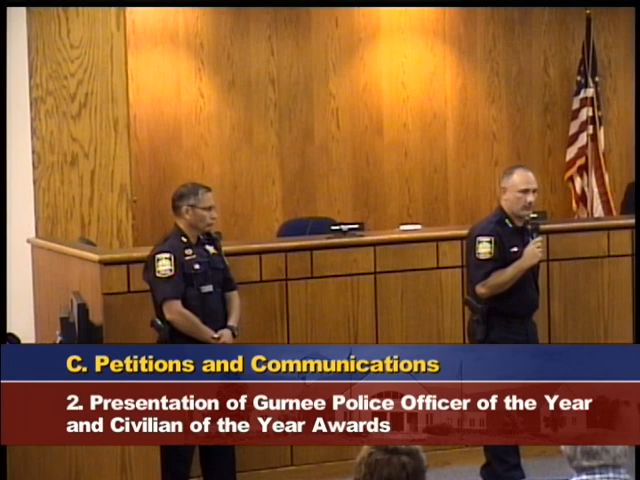 C. Petitions and Communications
2. Presentation of Gurnee Police Officer of the Year
and Civilian of the Year Awards